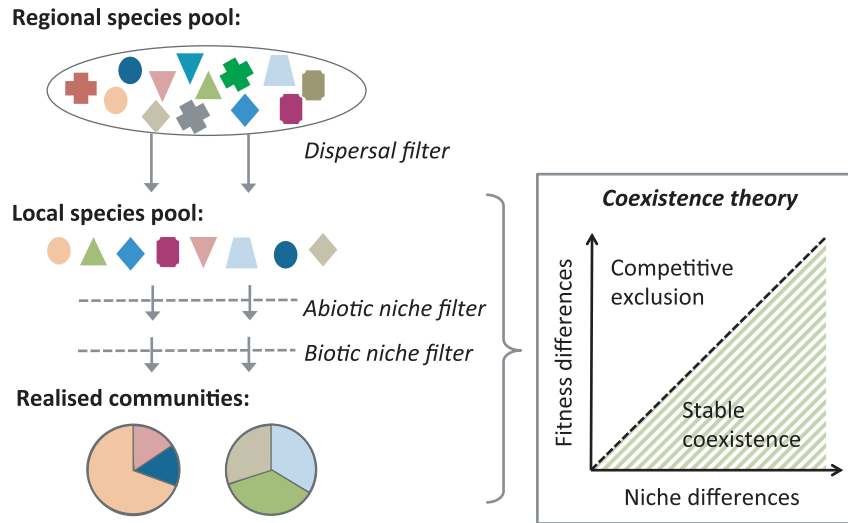 Regional species pool:
Dispersal filter
Local species pool:
Abiotic niche filter
Biotic niche filter
Realised communities:
Coexistence theory
Fitness differences
Competitive
exclusion
Stable
coexistence
Niche differences